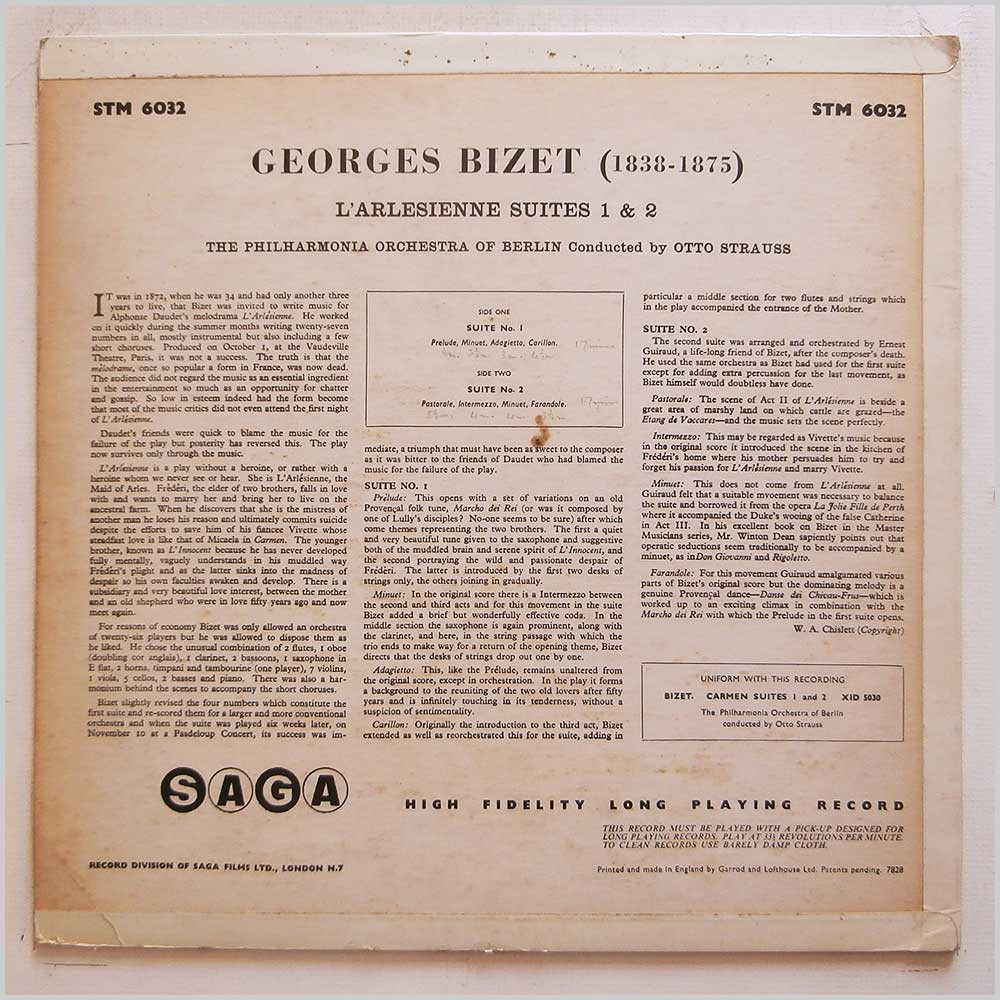 STM 6032
STM 6032
GEORGES BIZET (1838-1875)
L'ARLESIENNE SUITES 1 & 2
THE PHILHARMONIA ORCHESTRA OF BERLIN Conducted by OTTO STRAUSS
IT was in 1872, when he was 34 and had only another three
years to live, that Bizet was invited to write music for
Alphonse Daudet's melodrama L'Arlésienne. He worked
on it quickly during the summer months writing twenty-seven
numbers in all, mostly instrumental but also including a few
short choruses. Produced on October 1, at the Vaudeville
Theatre, Paris, it was not a success. The truth is that the
mélodrame, once so popular a form in France, was now dead.
The audience did not regard the music as an essential ingredient
in the entertainment so much as an opportunity for chatter
and gossip. So low in esteem indeed had the form become
that most of the music critics did not even attend the first night
of L'Arlésienne.
Daudet's friends were quick to blame the music for the
failure of the play but posterity has reversed this. The play
now survives only through the music.
L'Arlésienne is a play without a heroine, or rather with a
heroine whom we never see or hear. She is L'Arlésienne, the
Maid of Arles. Frédéri, the elder of two brothers, falls in love
with and wants to marry her and bring her to live on the
ancestral farm. When he discovers that she is the mistress of
another man he loses his reason and ultimately commits suicide
despite the efforts to save him of his fiancee Vivette whose
steadfast love is like that of Micaela in Carmen. The younger
brother, known as L'Innocent because he has never developed
fully mentally, vaguely understands in his muddled way
Frédéri's plight and as the latter sinks into the madness of
despair so his own faculties awaken and develop. There is a
subsidiary and very beautiful love interest, between the mother
and an old shepherd who were in love fifty years ago and now
meet again.
For reasons of economy Bizet was only allowed an orchestra
of twenty-six players but he was allowed to dispose them as
he liked. He chose the unusual combination of 2 flutes, 1 oboe
(doubling cor anglais), 1 clarinet, 2 bassoons, 1 saxophone in
E flat, 2 horns, timpani and tambourine (one player), 7 violins,
1 viola, 5 cellos, 2 basses and piano. There was also a har-
monium behind the scenes to accompany the short choruses.
Bizet slightly revised the four numbers which constitute the
first suite and re-scored them for a larger and more conventional
orchestra and when the suite was played six weeks later, on
November 10 at a Pasdeloup Concert, its success was im-
SIDE ONE
SUITE No. 1
Prelude, Minuet, Adagietto, Carillon.
SIDE TWO
SUITE No. 2
Pastorale, Intermezzo, Minuet, Farandole.
mediate, a triumph that must have been as sweet to the composer
as it was bitter to the friends of Daudet who had blamed the
music for the failure of the play.
SUITE NO. 1
Prélude: This opens with a set of variations on an old
Provençal folk tune, Marcho dei Rei (or was it composed by
one of Lully's disciples? No-one seems to be sure) after which
come themes representing the two brothers. The first a quiet
and very beautiful tune given to the saxophone and suggestive
both of the muddled brain and serene spirit of L'Innocent, and
the second portraying the wild and passionate despair of
Frédéri. The latter is introduced by the first two desks of
strings only, the others joining in gradually.
Minuet: In the original score there is a Intermezzo between
the second and third acts and for this movement in the suite
Bizet added a brief but wonderfully effective coda. In the
middle section the saxophone is again prominent, along with
the clarinet, and here, in the string passage with which the
trio ends to make way for a return of the opening theme, Bizet
directs that the desks of strings drop out one by one.
Adagietto: This, like the Prélude, remains unaltered from
the original score, except in orchestration. In the play it forms
a background to the reuniting of the two old lovers after fifty
years and is infinitely touching in its tenderness, without a
suspicion of sentimentality.
Carillon: Originally the introduction to the third act, Bizet
extended as well as reorchestrated this for the suite, adding in
particular a middle section for two flutes and strings which
in the play accompanied the entrance of the Mother.
SUITE NO. 2
The second suite was arranged and orchestrated by Ernest
Guiraud, a life-long friend of Bizet, after the composer's death.
He used the same orchestra as Bizet had used for the first suite
except for adding extra percussion for the last movement, as
Bizet himself would doubtless have done.
Pastorale: The scene of Act II of L'Arlésienne is beside a
great area of marshy land on which cattle are grazed—the
Etang de Vaccares—and the music sets the scene perfectly.
Intermezzo: This may be regarded as Vivette's music because
in the original score it introduced the scene in the kitchen of
Frédéri's home where his mother persuades him to try and
forget his passion for L'Arlésienne and marry Vivette.
Minuet: This does not come from L'Arlésienne at all.
Guiraud felt that a suitable mvoement was necessary to balance
the suite and borrowed it from the opera La Jolie Fille de Perth
where it accompanied the Duke's wooing of the false Catherine
in Act III. In his excellent book on Bizet in the Master
Musicians series, Mr. Winton Dean sapiently points out that
operatic seductions seem traditionally to be accompanied by a
minuet, as in Don Giovanni and Rigoletto.
Farandole: For this movement Guiraud amalgamated various
parts of Bizet's original score but the dominating melody is a
genuine Provençal dance—Danse dei Chivau-Frus—which is
worked up to an exciting climax in combination with the
Marcho dei Rei with which the Prelude in the first suite opens.
W. A. Chislett (Copyright)
UNIFORM WITH THIS RECORDING
BIZET. CARMEN SUITES 1 and 2 XID 5030
The Philharmonia Orchestra of Berlin
conducted by Otto Strauss
SAGA
HIGH FIDELITY LONG PLAYING RECORD
THIS RECORD MUST BE PLAYED WITH A PICK-UP DESIGNED FOR
LONG PLAYING RECORDS. PLAY AT 33⅓ REVOLUTIONS PER MINUTE.
TO CLEAN RECORDS USE BARELY DAMP CLOTH.
RECORD DIVISION OF SAGA FILMS LTD., LONDON N.7
Printed and made in England by Garrod and Lofthouse Ltd. Patents pending. 7828